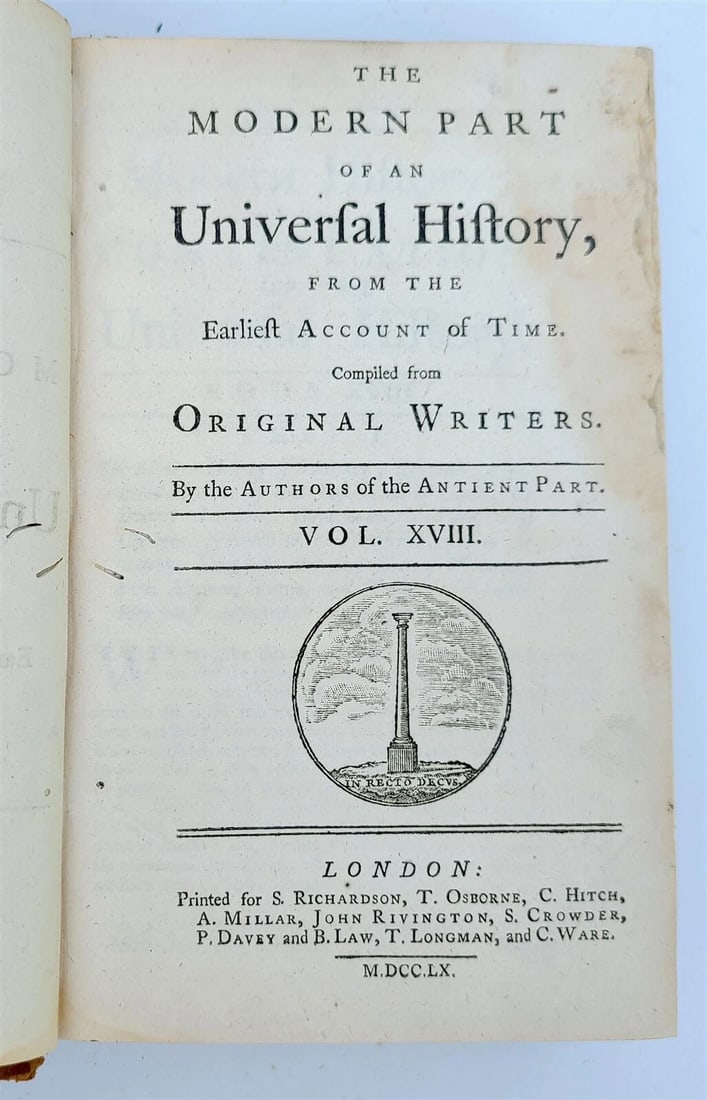 THE
MODERN PART
OF AN
Univerſal Hiſtory,
FROM THE
Earlieſt ACCOUNT of TIME.
Compiled from
ORIGINAL WRITERS.
By the AUTHORS of the ANTIENT PART.
VOL. XVIII.
IN RECTO DECVS
LONDON:
Printed for S. RICHARDSON, T. OSBORNE, C. HITCH,
A. MILLAR, JOHN RIVINGTON, S. CROWDER,
P. DAVEY and B. LAW, T. LONGMAN, and C. WARE.
M.DCC.LX.